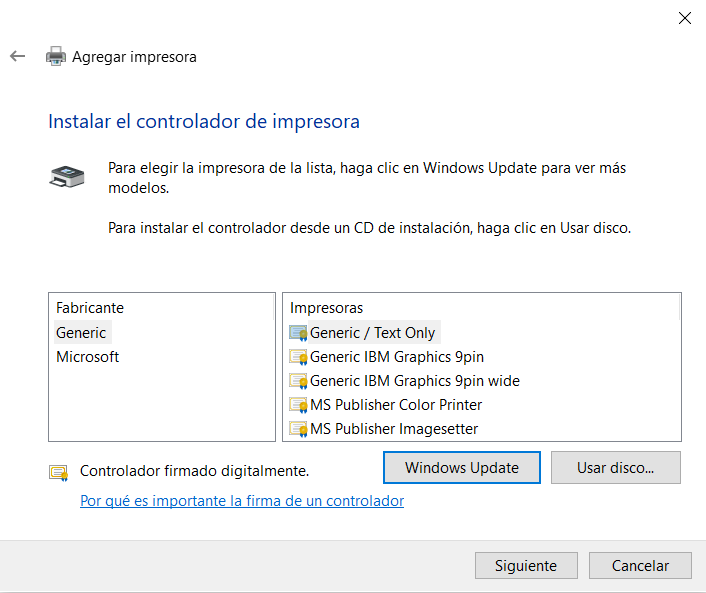 Agregar impresora
Instalar el controlador de impresora
Para elegir la impresora de la lista, haga clic en Windows Update para ver más
modelos.
Para instalar el controlador desde un CD de instalación, haga clic en Usar disco.
Fabricante
Generic
Microsoft
Impresoras
Generic / Text Only
Generic IBM Graphics 9pin
Generic IBM Graphics 9pin wide
MS Publisher Color Printer
MS Publisher Imagesetter
Controlador firmado digitalmente.
Windows Update
Usar disco...
Por qué es importante la firma de un controlador
Siguiente
Cancelar